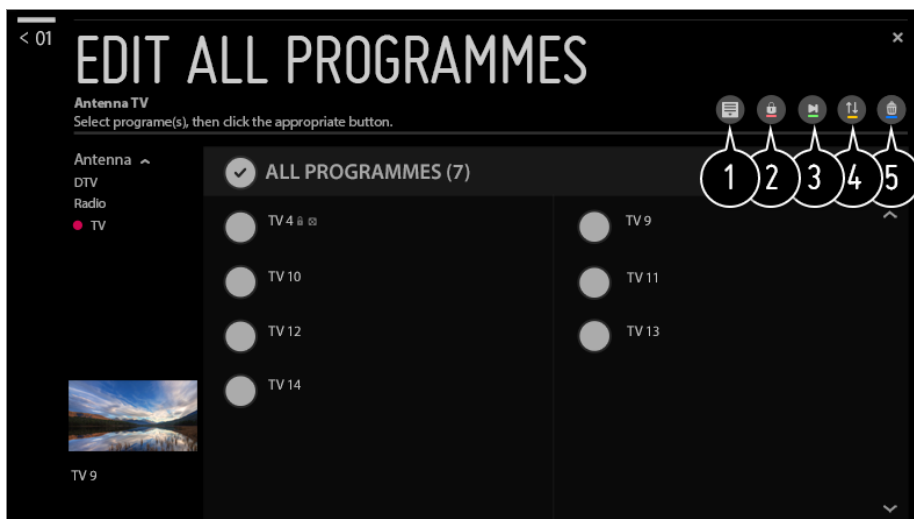 < 01
EDIT ALL PROGRAMMES
×
Antenna TV
Select programe(s), then click the appropriate button.
1 2 3 4 5
Antenna
DTV
Radio
TV
TV 9
ALL PROGRAMMES (7)
TV 4
TV 9
TV 10
TV 11
TV 12
TV 13
TV 14